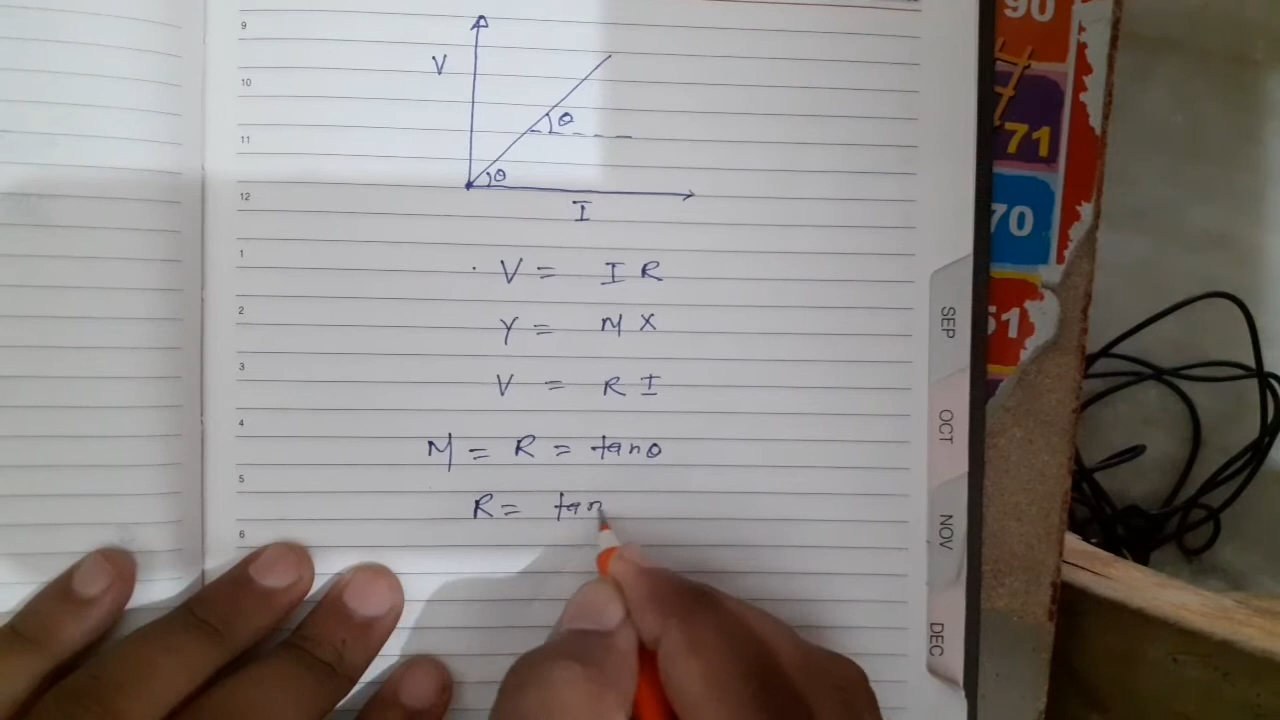 90
9
V
10
θ
71
11
θ
12
I
70
1
V = I R
2
Y = M X
SEP
51
3
V = R I
4
M = R = tanθ
OCT
5
R = tan
6
NOV
DEC